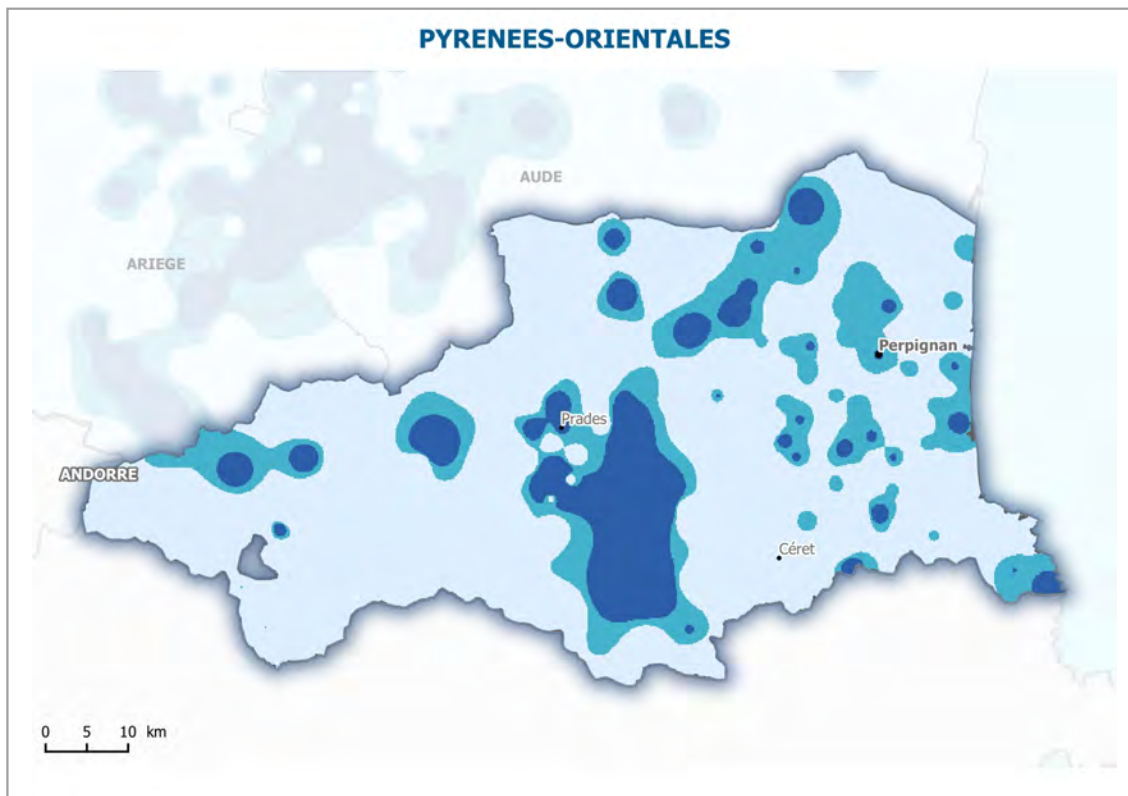 PYRENEES-ORIENTALES
AUDE
ARIEGE
Perpignan
Prades
ANDORRE
Céret
0 5 10 km